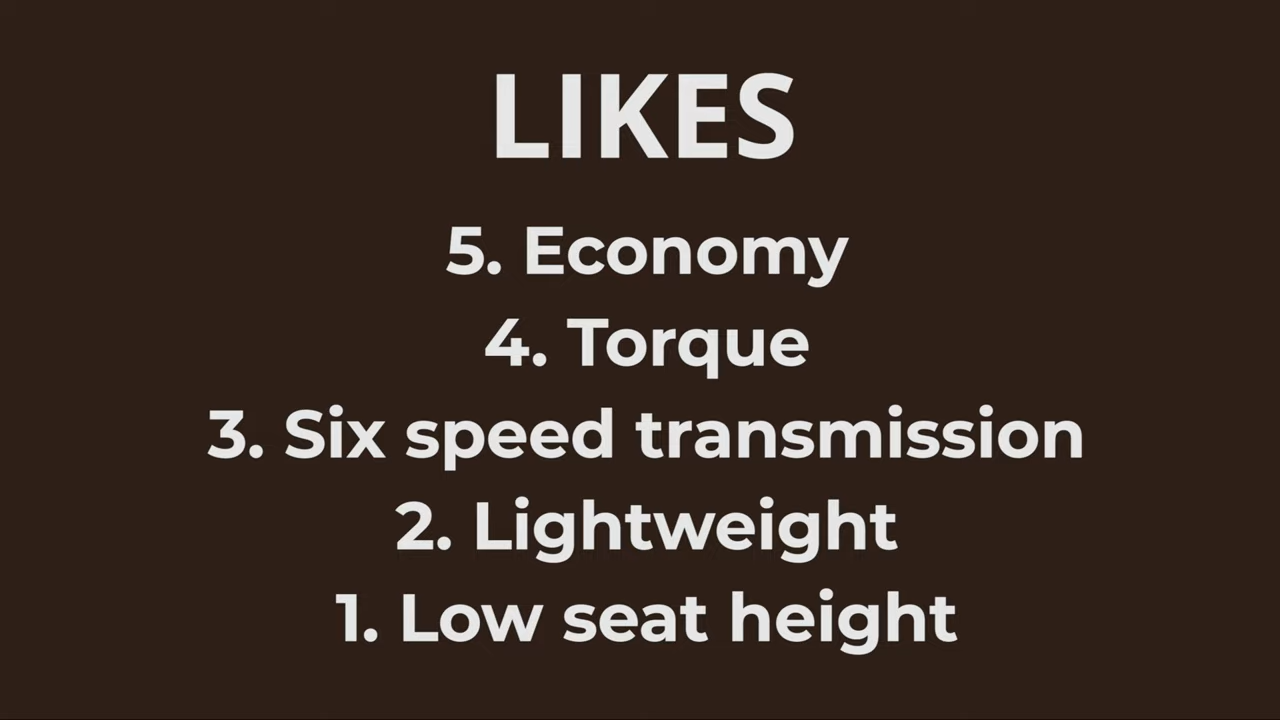 LIKES
5. Economy
4. Torque
3. Six speed transmission
2. Lightweight
1. Low seat height